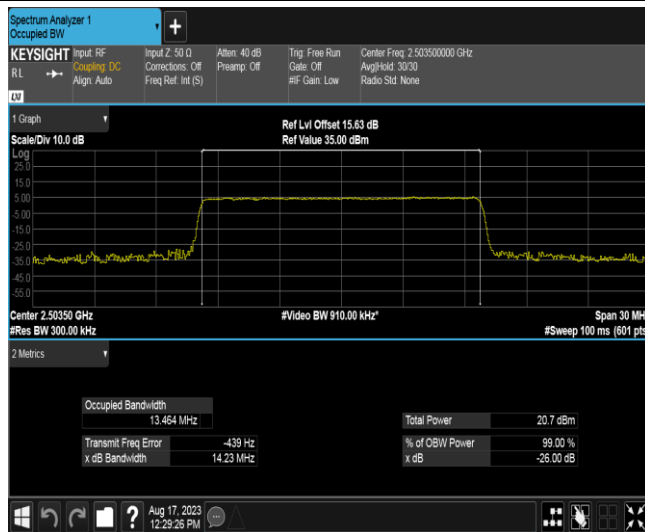 Spectrum Analyzer 1
Occupied BW
+
KEYSIGHT Input: RF Input Z: 50 Ω Atten: 40 dB Trig: Free Run Center Freq: 2.503500000 GHz
RL Coupling: DC Corrections: Off Preamp: Off Gate: Off Avg|Hold: 30/30
Align: Auto Freq Ref: Int (S) #IF Gain: Low Radio Std: None
LXI
1 Graph
Ref Lvl Offset 15.63 dB
Scale/Div 10.0 dB Ref Value 35.00 dBm
Log
25.0
15.0
5.00
-5.00
-15.0
-25.0
-35.0
-45.0
-55.0
Center 2.50350 GHz #Video BW 910.00 kHz* Span 30 MH
#Res BW 300.00 kHz #Sweep 100 ms (601 pts
2 Metrics
Occupied Bandwidth
13.464 MHz Total Power 20.7 dBm
Transmit Freq Error -439 Hz % of OBW Power 99.00 %
x dB Bandwidth 14.23 MHz x dB -26.00 dB
? Aug 17, 2023
12:29:26 PM